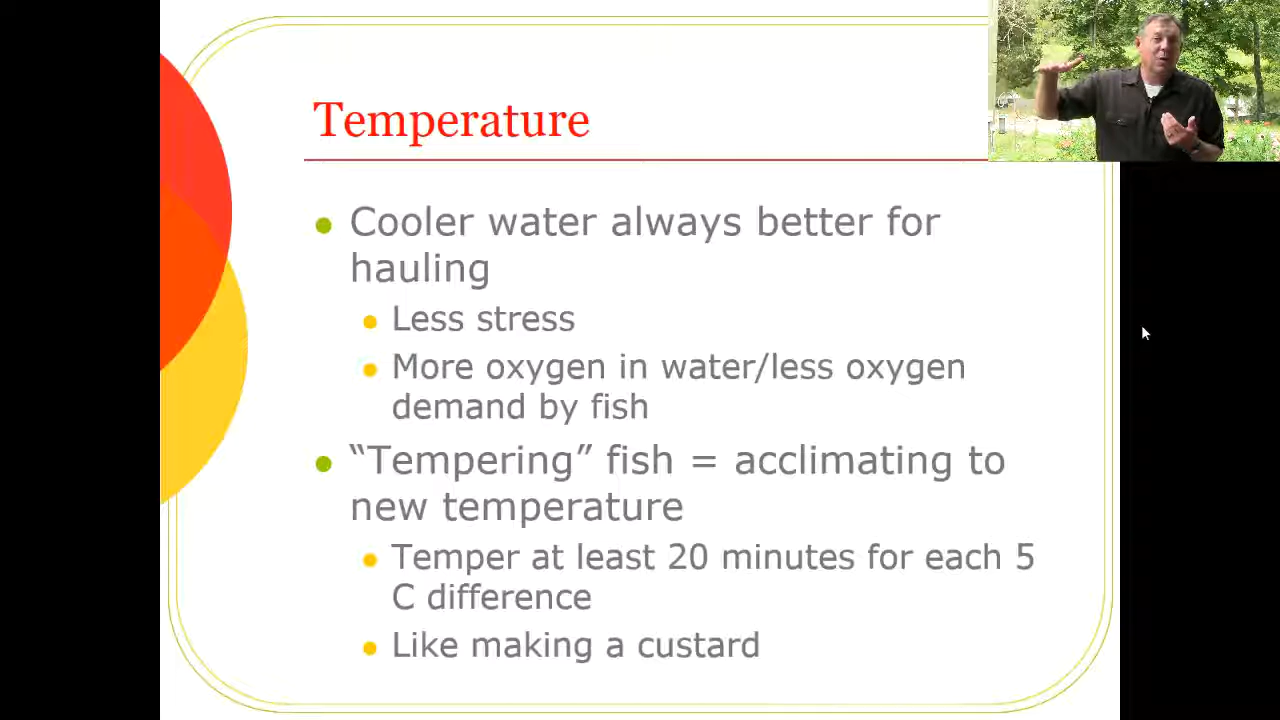 Temperature
Cooler water always better for
hauling
Less stress
More oxygen in water/less oxygen
demand by fish
“Tempering” fish = acclimating to
new temperature
Temper at least 20 minutes for each 5
C difference
Like making a custard